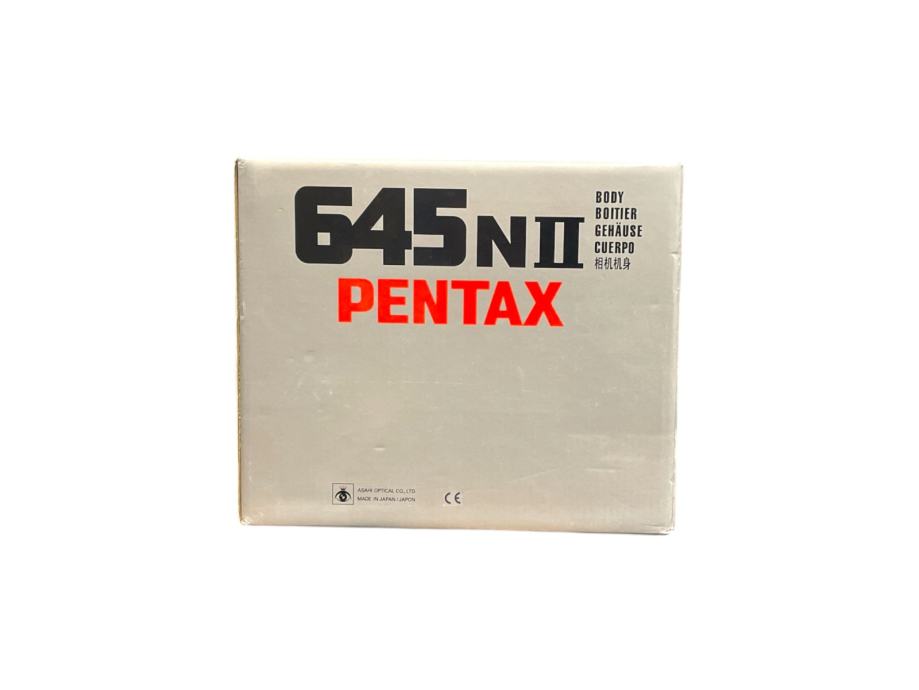 645NII
PENTAX
BODY
BOITIER
GEHÄUSE
CUERPO
相机机身
ASAHI OPTICAL CO., LTD.
MADE IN JAPAN / JAPON
CE